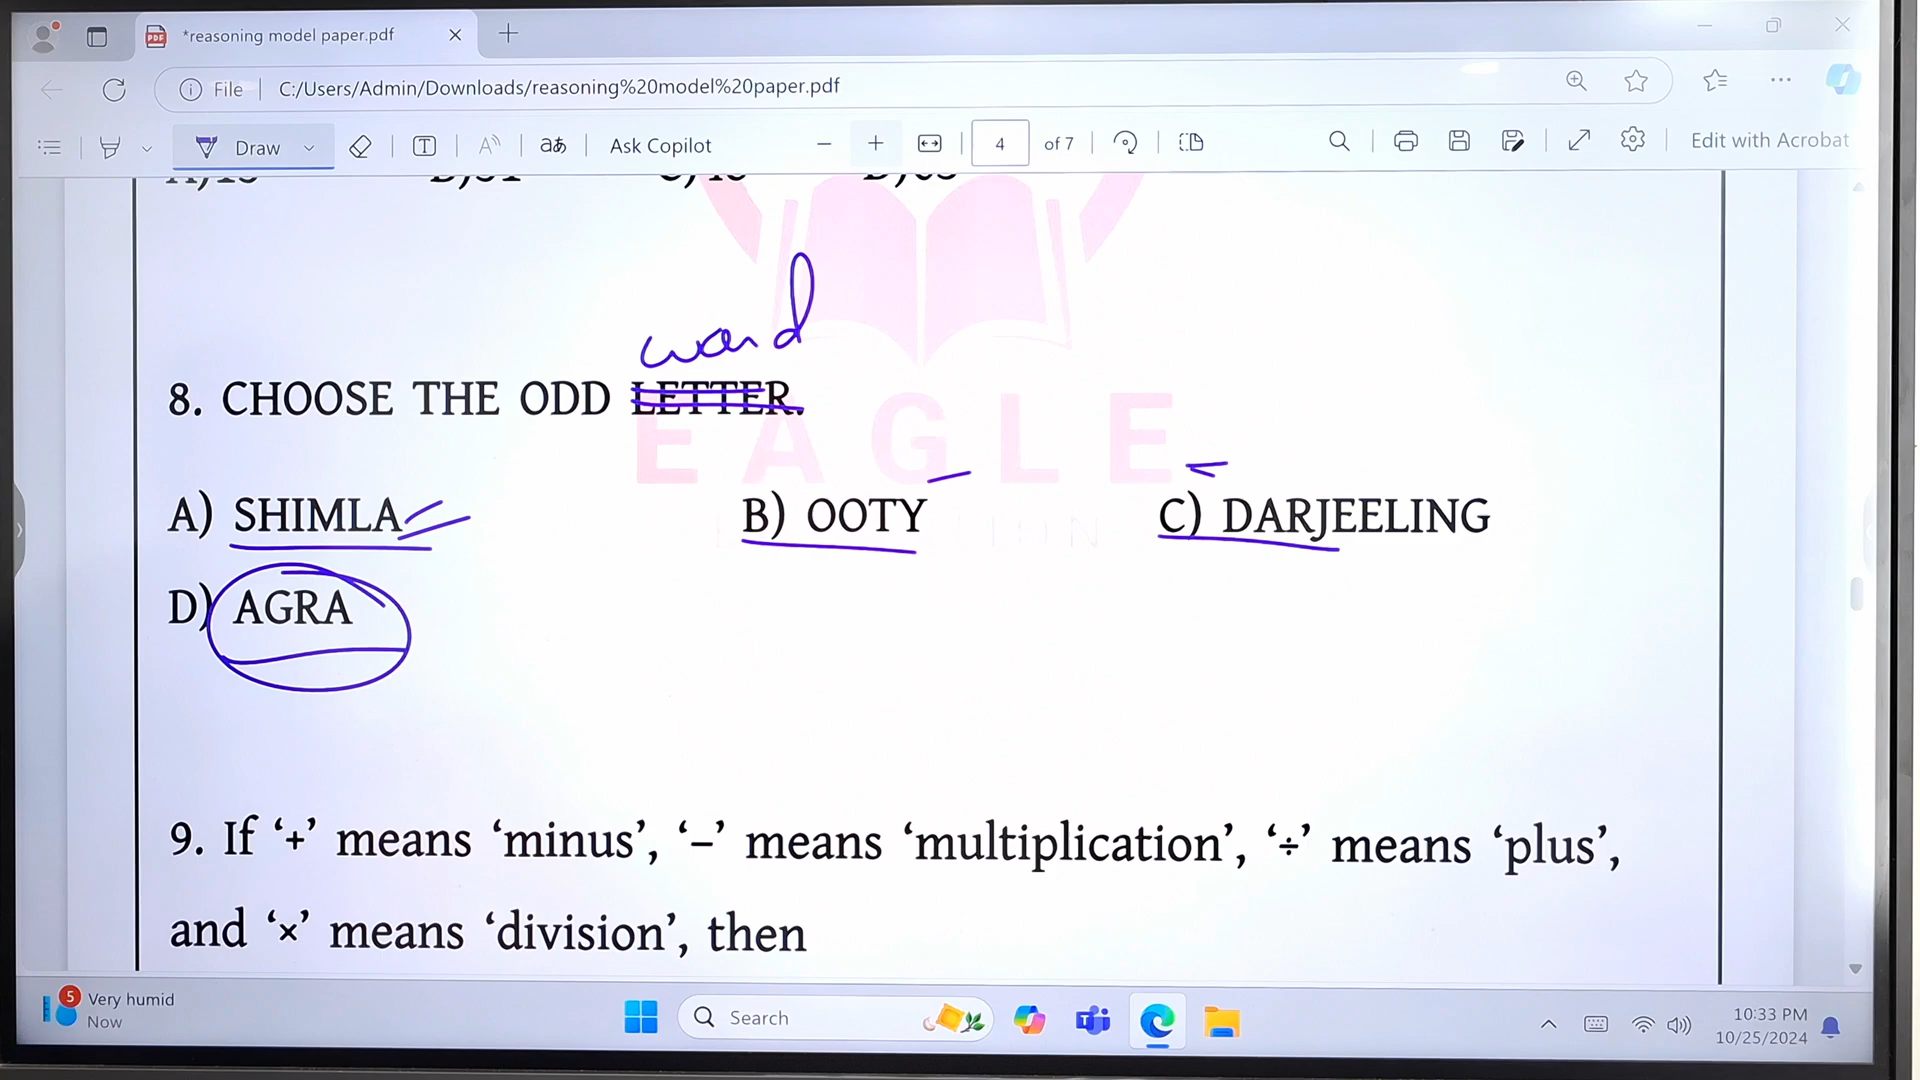 *reasoning model paper.pdf
File C:/Users/Admin/Downloads/reasoning%20model%20paper.pdf
Draw Ask Copilot 4 of 7 Edit with Acrobat
word
8. CHOOSE THE ODD LETTER.
EAGLE
A) SHIMLA B) OOTY C) DARJEELING
D) AGRA
9. If ‘+’ means ‘minus’, ‘–’ means ‘multiplication’, ‘÷’ means ‘plus’,
and ‘×’ means ‘division’, then
5 Very humid
Now
Search
10:33 PM
10/25/2024